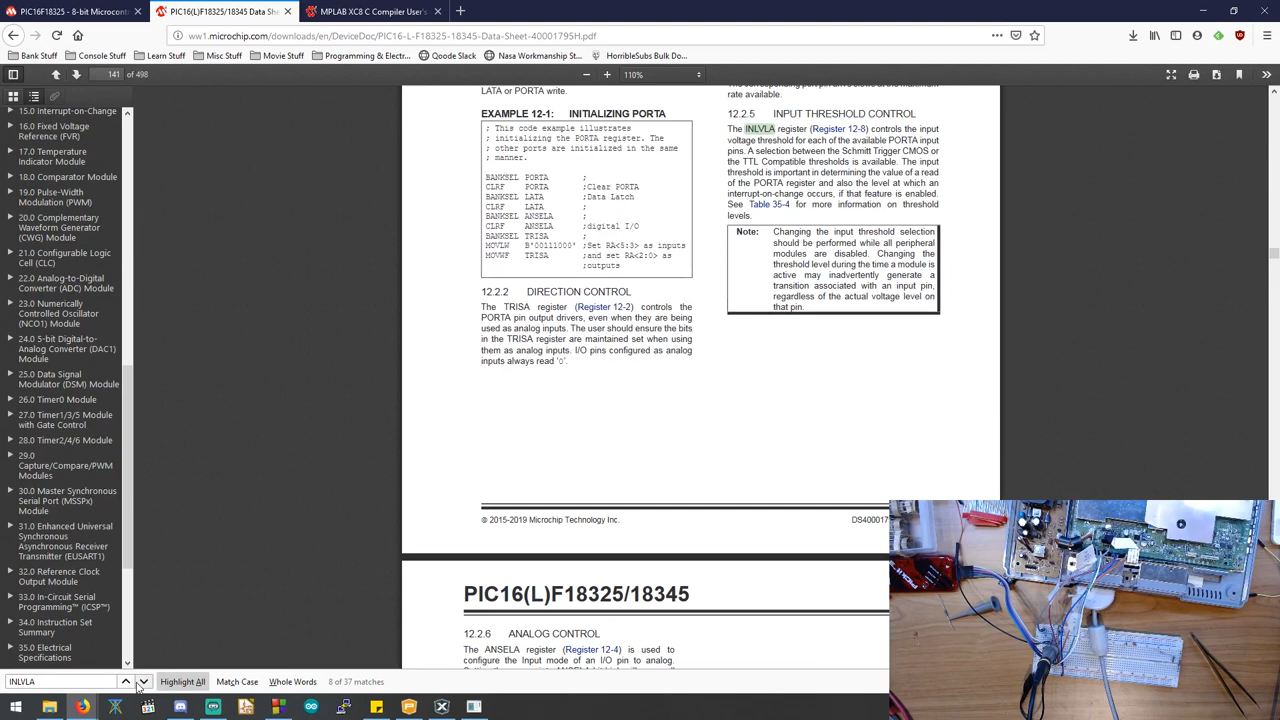 PIC16F18325 - 8-bit Microcont
PIC16(L)F18325/18345 Data She
MPLAB XC8 C Compiler User's
ww1.microchip.com/downloads/en/DeviceDoc/PIC16-L-F18325-18345-Data-Sheet-40001795H.pdf
Bank Stuff Console Stuff Learn Stuff Misc Stuff Movie Stuff Programming & Electr... Qode Slack Nasa Workmanship St... HorribleSubs Bulk Do...
141 of 498
110%
15.0 Interrupt-on-Change
16.0 Fixed Voltage
Reference (FVR)
17.0 Temperature
Indicator Module
18.0 Comparator Module
19.0 Pulse-Width
Modulation (PWM)
20.0 Complementary
Waveform Generator
(CWG) Module
21.0 Configurable Logic
Cell (CLC)
22.0 Analog-to-Digital
Converter (ADC) Module
23.0 Numerically
Controlled Oscillator
(NCO1) Module
24.0 5-bit Digital-to-
Analog Converter (DAC1)
Module
25.0 Data Signal
Modulator (DSM) Module
26.0 Timer0 Module
27.0 Timer1/3/5 Module
with Gate Control
28.0 Timer2/4/6 Module
29.0
Capture/Compare/PWM
Modules
30.0 Master Synchronous
Serial Port (MSSPx)
Module
31.0 Enhanced Universal
Synchronous
Asynchronous Receiver
Transmitter (EUSART1)
32.0 Reference Clock
Output Module
33.0 In-Circuit Serial
Programming™ (ICSP™)
34.0 Instruction Set
Summary
35.0 Electrical
Specifications
LATA or PORTA write.
EXAMPLE 12-1: INITIALIZING PORTA
; This code example illustrates
; initializing the PORTA register. The
; other ports are initialized in the same
; manner.
BANKSEL PORTA ;
CLRF PORTA ;Clear PORTA
BANKSEL LATA ;Data Latch
CLRF LATA ;
BANKSEL ANSELA ;
CLRF ANSELA ;digital I/O
BANKSEL TRISA ;
MOVLW B'00111000' ;Set RA<5:3> as inputs
MOVWF TRISA ;and set RA<2:0> as
;outputs
12.2.2 DIRECTION CONTROL
The TRISA register (Register 12-2) controls the
PORTA pin output drivers, even when they are being
used as analog inputs. The user should ensure the bits
in the TRISA register are maintained set when using
them as analog inputs. I/O pins configured as analog
inputs always read '0'.
rate available.
12.2.5 INPUT THRESHOLD CONTROL
The INLVLA register (Register 12-8) controls the input
voltage threshold for each of the available PORTA input
pins. A selection between the Schmitt Trigger CMOS or
the TTL Compatible thresholds is available. The input
threshold is important in determining the value of a read
of the PORTA register and also the level at which an
interrupt-on-change occurs, if that feature is enabled.
See Table 35-4 for more information on threshold
levels.
Note: Changing the input threshold selection
should be performed while all peripheral
modules are disabled. Changing the
threshold level during the time a module is
active may inadvertently generate a
transition associated with an input pin,
regardless of the actual voltage level on
that pin.
© 2015-2019 Microchip Technology Inc.
DS400017
PIC16(L)F18325/18345
12.2.6 ANALOG CONTROL
The ANSELA register (Register 12-4) is used to
configure the Input mode of an I/O pin to analog.
INLVLA
Highlight All Match Case Whole Words 8 of 37 matches